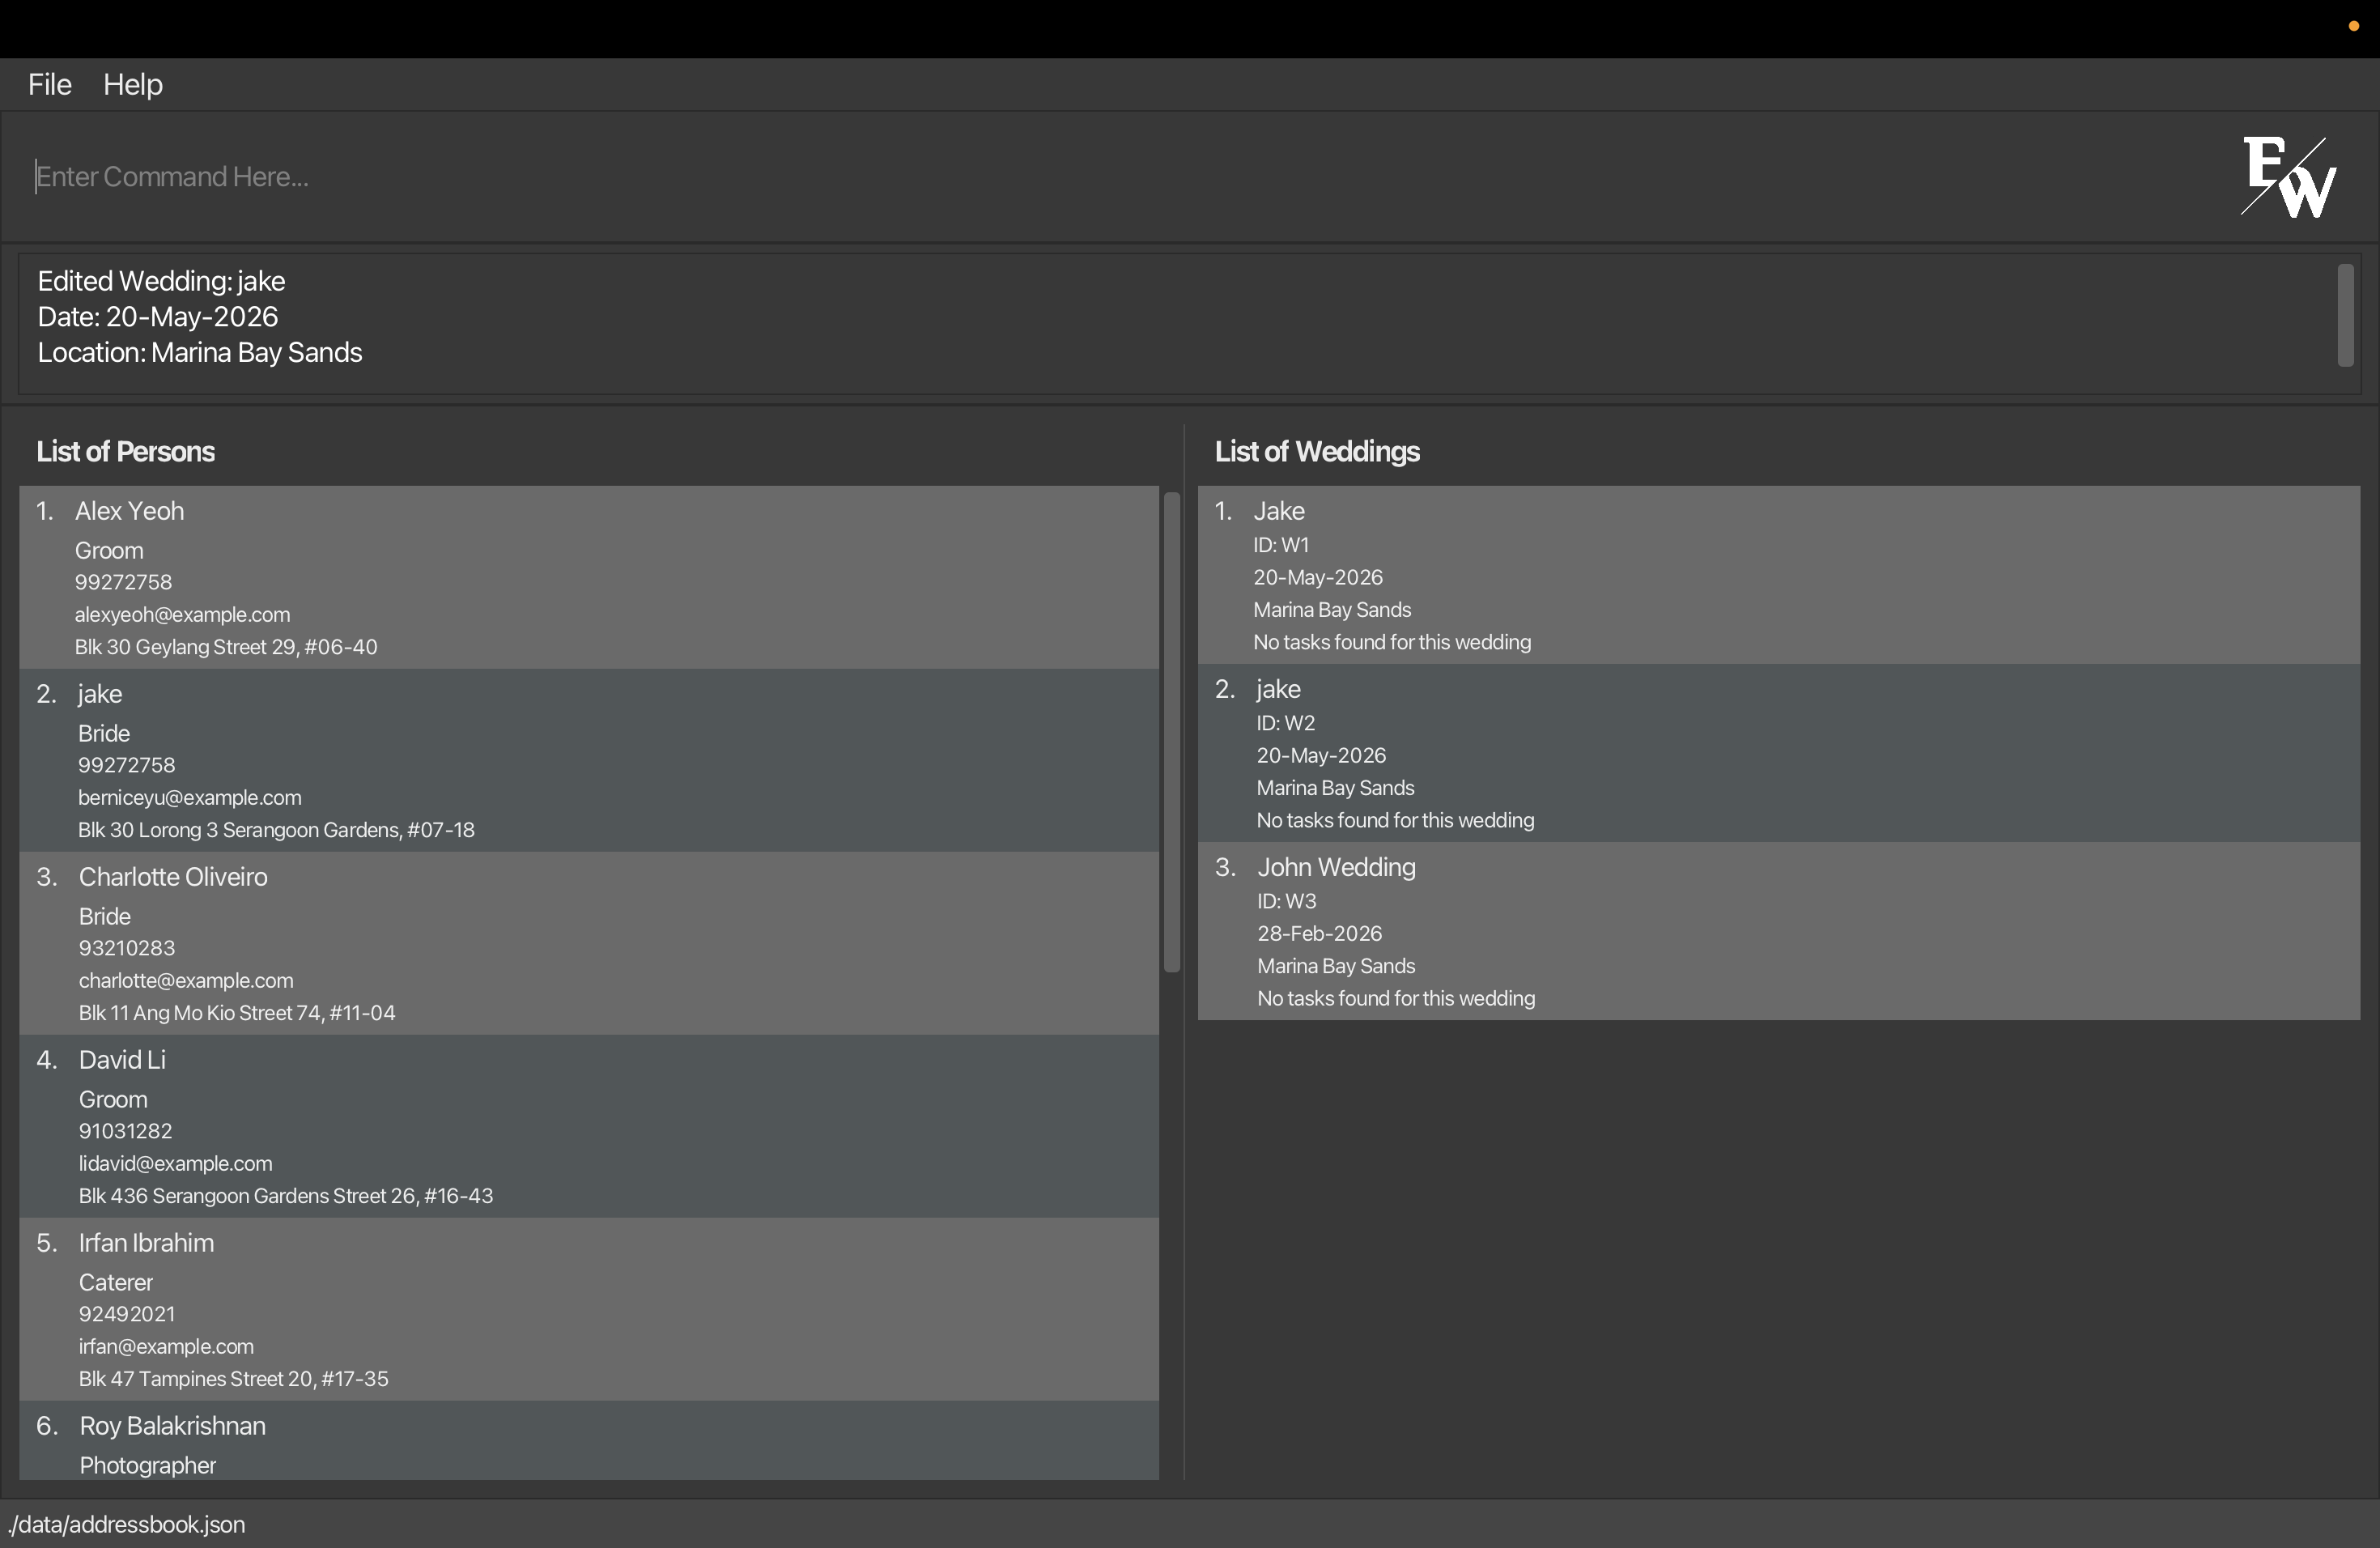 File Help
Enter Command Here...
EW
Edited Wedding: jake
Date: 20-May-2026
Location: Marina Bay Sands
List of Persons
1. Alex Yeoh
Groom
99272758
alexyeoh@example.com
Blk 30 Geylang Street 29, #06-40
2. jake
Bride
99272758
berniceyu@example.com
Blk 30 Lorong 3 Serangoon Gardens, #07-18
3. Charlotte Oliveiro
Bride
93210283
charlotte@example.com
Blk 11 Ang Mo Kio Street 74, #11-04
4. David Li
Groom
91031282
lidavid@example.com
Blk 436 Serangoon Gardens Street 26, #16-43
5. Irfan Ibrahim
Caterer
92492021
irfan@example.com
Blk 47 Tampines Street 20, #17-35
6. Roy Balakrishnan
Photographer
List of Weddings
1. Jake
ID: W1
20-May-2026
Marina Bay Sands
No tasks found for this wedding
2. jake
ID: W2
20-May-2026
Marina Bay Sands
No tasks found for this wedding
3. John Wedding
ID: W3
28-Feb-2026
Marina Bay Sands
No tasks found for this wedding
./data/addressbook.json